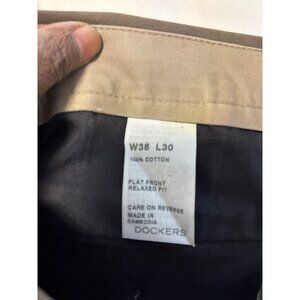 W38 L30
100% COTTON
FLAT FRONT
RELAXED FIT
CARE ON REVERSE
MADE IN
CAMBODIA
DOCKERS